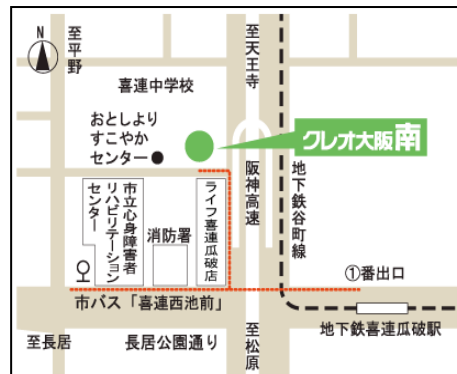 N
至平野
至天王寺
喜連中学校
おとしより
すこやか
センター
クレオ大阪南
阪神高速
地下鉄谷町線
市立心身障害者
リハビリテーション
センター
消防署
ライフ喜連瓜破店
①番出口
市バス「喜連西池前」
地下鉄喜連瓜破駅
至長居
長居公園通り
至松原